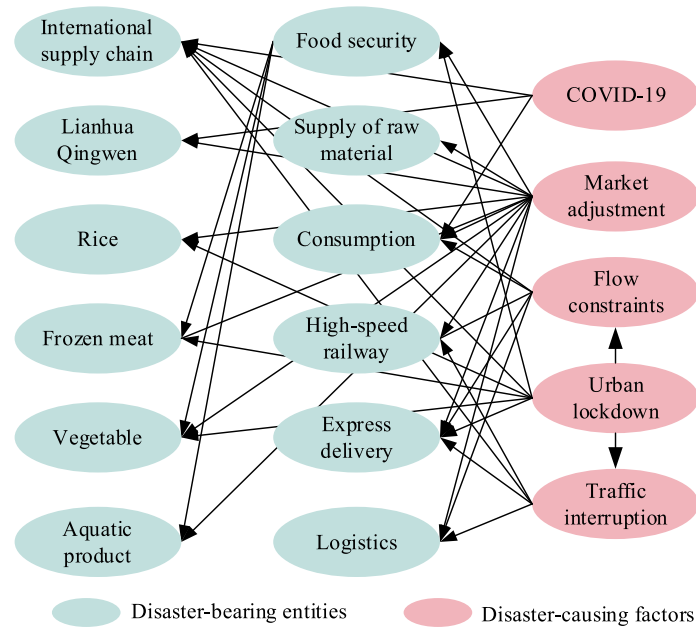 International
supply chain
Food security
COVID-19
Lianhua
Qingwen
Supply of raw
material
Market
adjustment
Rice
Consumption
Flow
constraints
Frozen meat
High-speed
railway
Urban
lockdown
Vegetable
Express
delivery
Traffic
interruption
Aquatic
product
Logistics
Disaster-bearing entities
Disaster-causing factors